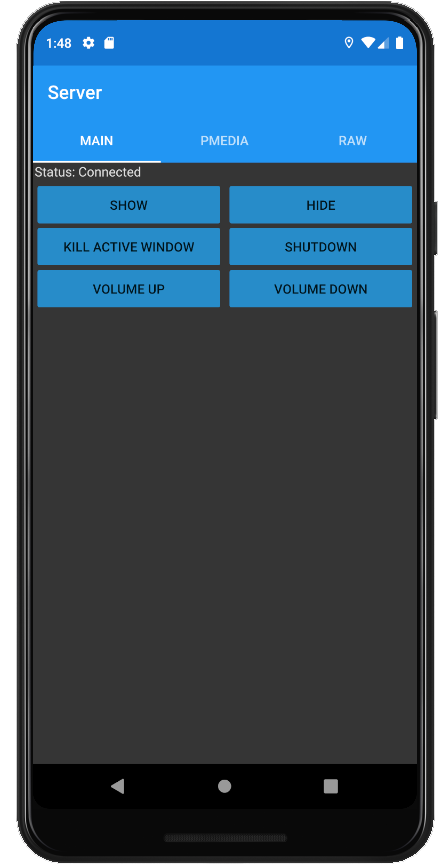 1:48
Server
MAIN PMEDIA RAW
Status: Connected
SHOW HIDE
KILL ACTIVE WINDOW SHUTDOWN
VOLUME UP VOLUME DOWN